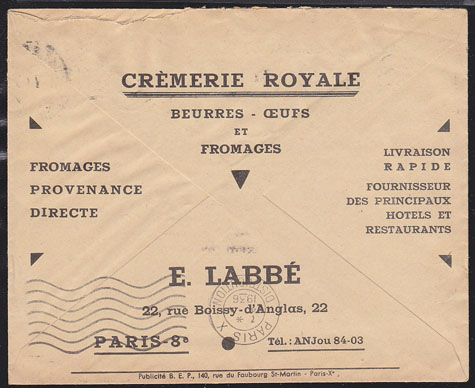 CRÈMERIE ROYALE
BEURRES - ŒUFS
ET
FROMAGES
FROMAGES
PROVENANCE
DIRECTE
LIVRAISON
RAPIDE
FOURNISSEUR
DES PRINCIPAUX
HOTELS ET
RESTAURANTS
E. LABBÉ
22, rue Boissy-d'Anglas, 22
PARIS-8e
Tél.: ANJou 84-03
PARIS X
DISTRIBUTION
1936
Publicité B. E. P., 140, rue du Faubourg St-Martin - Paris-Xe